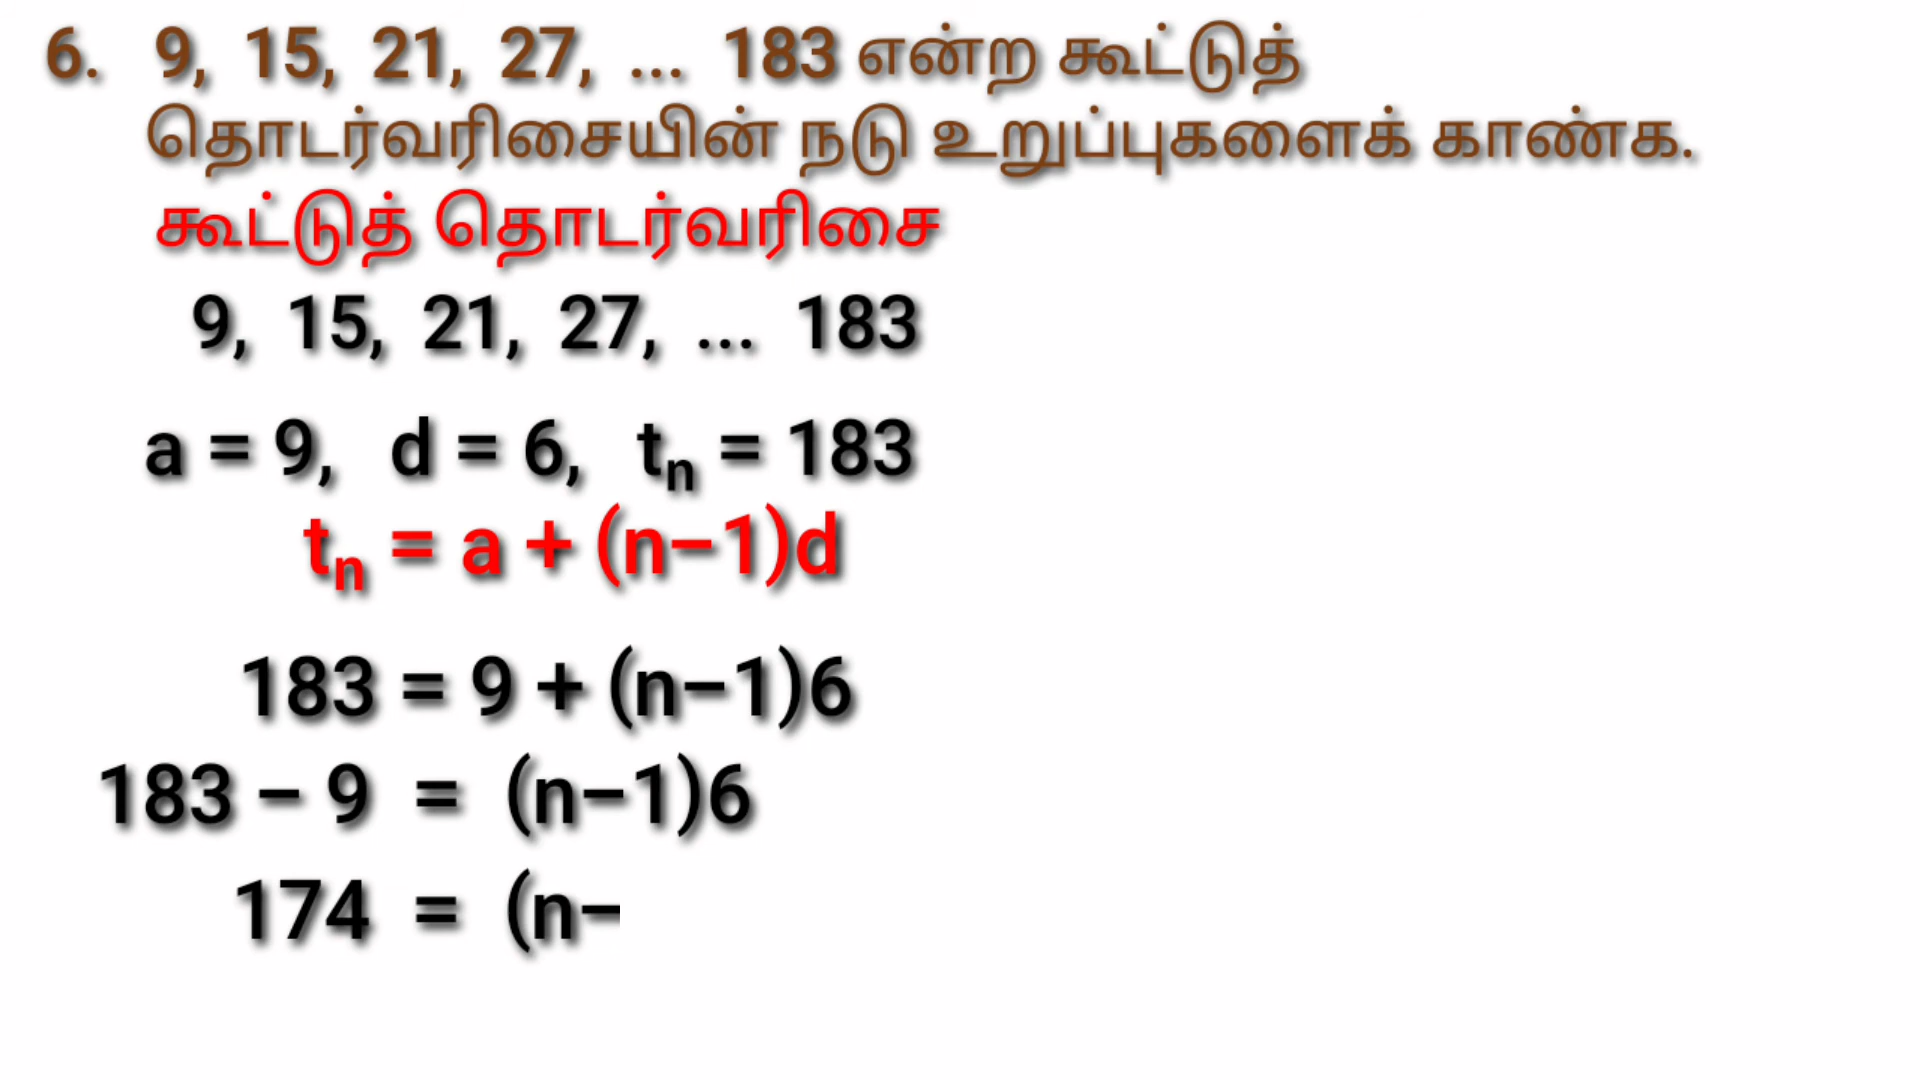 6. 9, 15, 21, 27, ... 183 என்ற கூட்டுத்
தொடர்வரிசையின் நடு உறுப்புகளைக் காண்க.
கூட்டுத் தொடர்வரிசை
9, 15, 21, 27, ... 183
a = 9, d = 6, tₙ = 183
tₙ = a + (n−1)d
183 = 9 + (n−1)6
183 − 9 = (n−1)6
174 = (n−